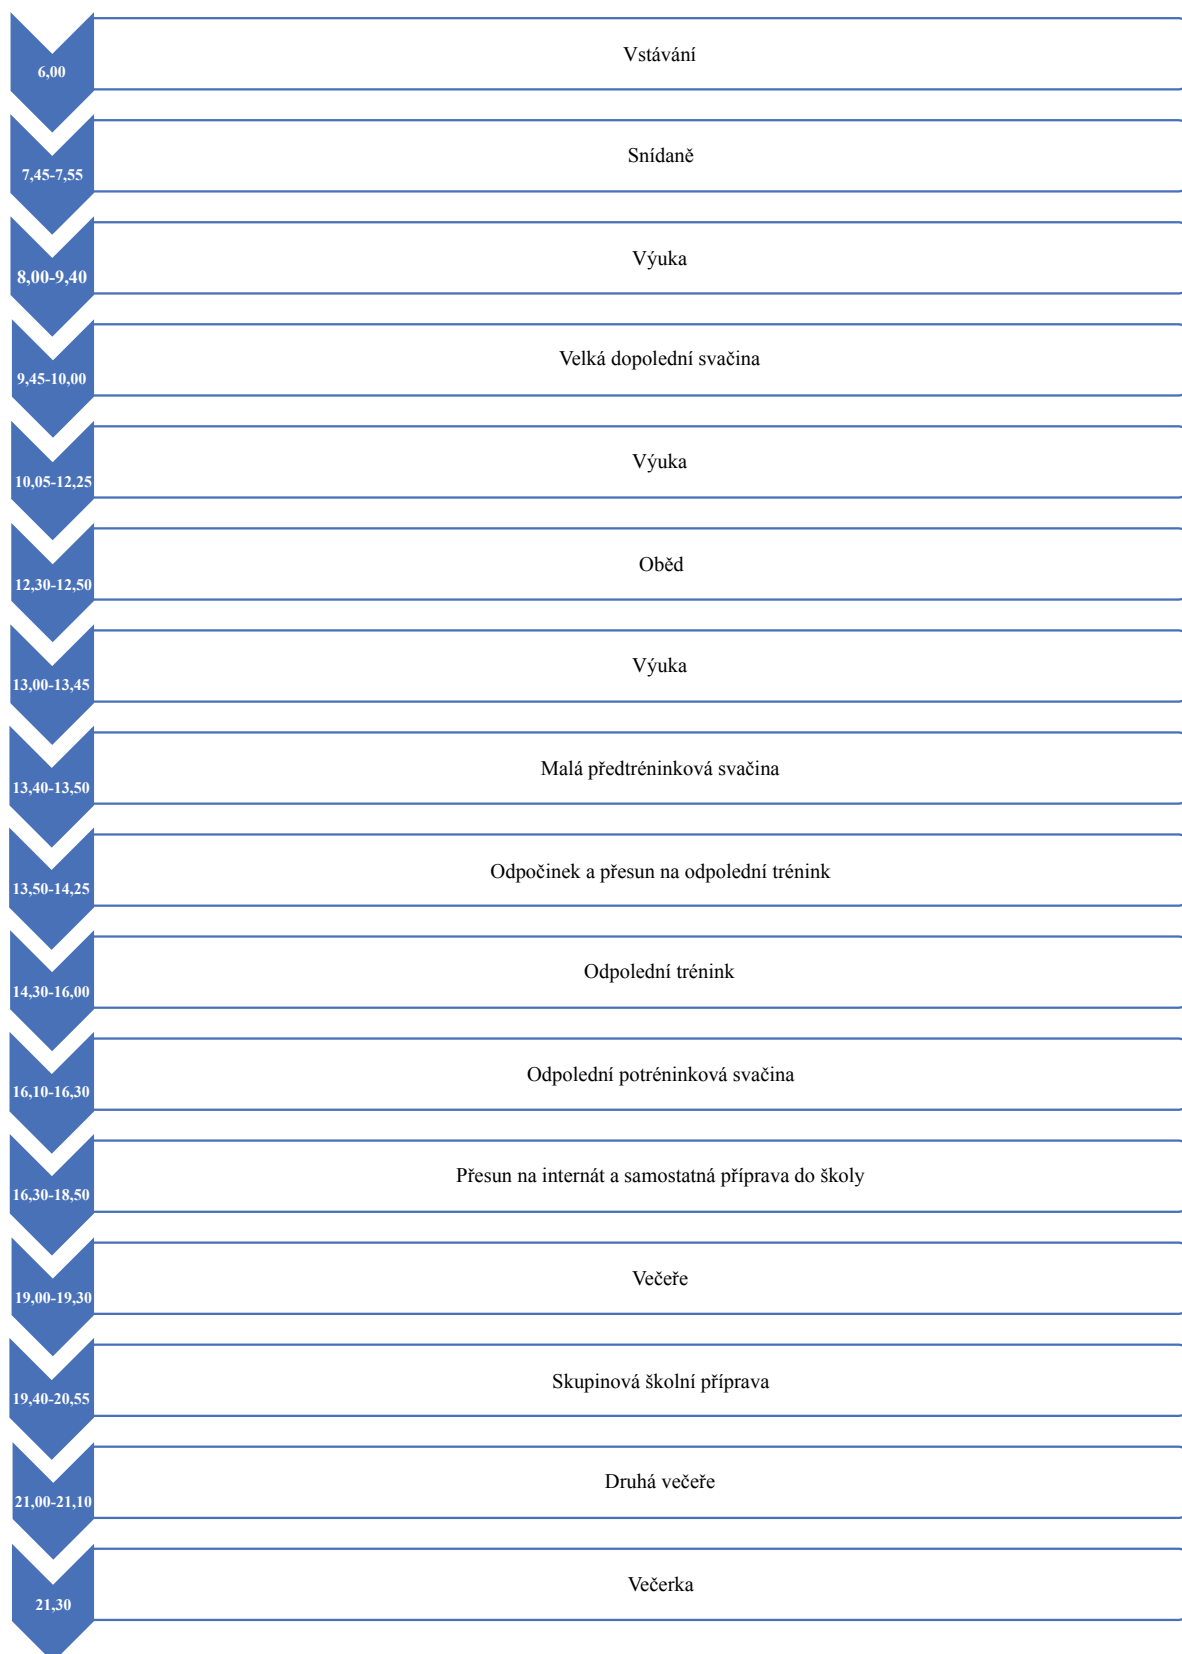 6,00 Vstávání
7,45-7,55 Snídaně
8,00-9,40 Výuka
9,45-10,00 Velká dopolední svačina
10,05-12,25 Výuka
12,30-12,50 Oběd
13,00-13,45 Výuka
13,40-13,50 Malá předtréninková svačina
13,50-14,25 Odpočinek a přesun na odpolední trénink
14,30-16,00 Odpolední trénink
16,10-16,30 Odpolední potréninková svačina
16,30-18,50 Přesun na internát a samostatná příprava do školy
19,00-19,30 Večeře
19,40-20,55 Skupinová školní příprava
21,00-21,10 Druhá večeře
21,30 Večerka